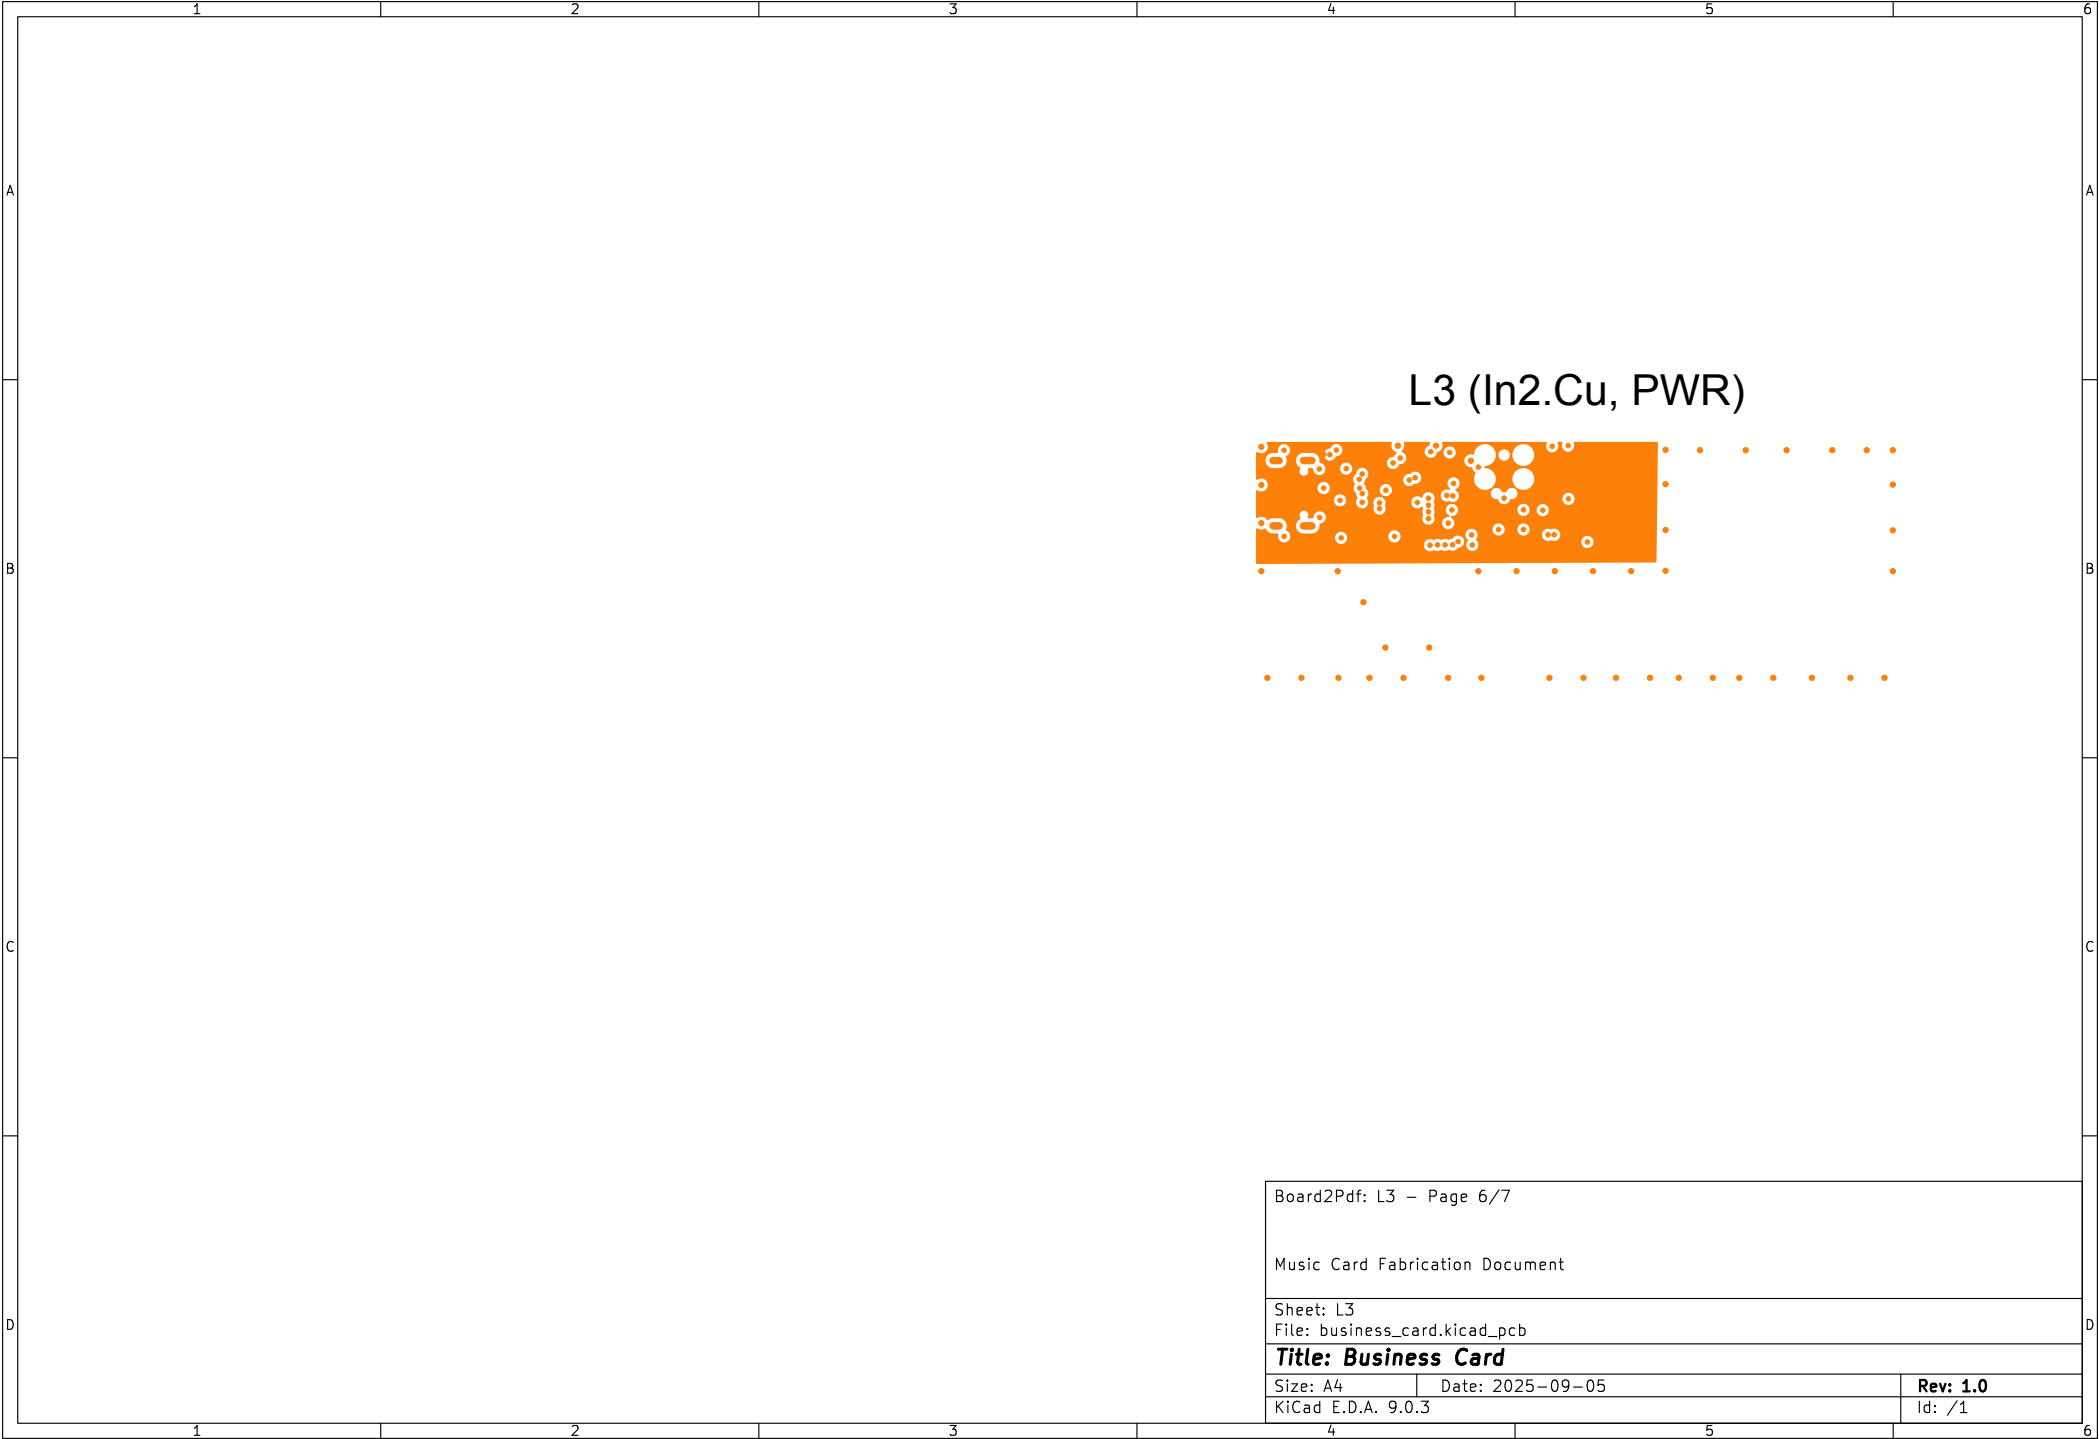 1 2 3 4 5 6
A A
L3 (In2.Cu, PWR)
B B
C C
Board2Pdf: L3 – Page 6/7
Music Card Fabrication Document
Sheet: L3
File: business_card.kicad_pcb
D D
Title: Business Card
Size: A4 Date: 2025–09–05 Rev: 1.0
KiCad E.D.A. 9.0.3 Id: /1
1 2 3 4 5 6